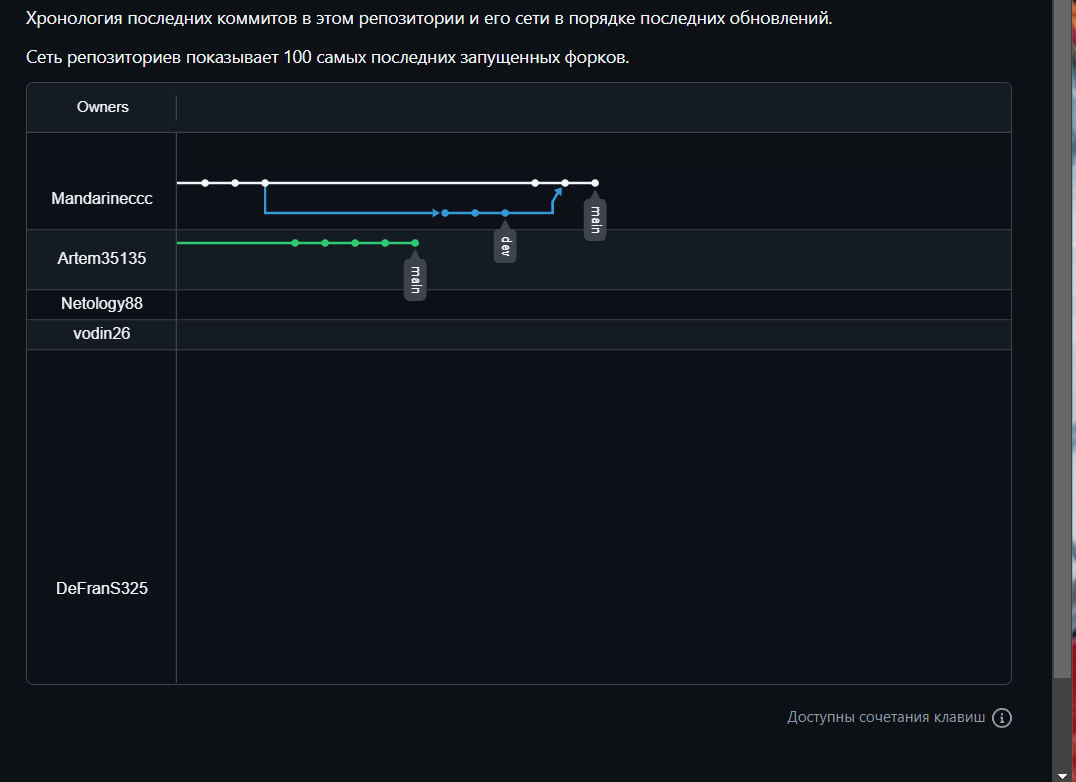 Хронология последних коммитов в этом репозитории и его сети в порядке последних обновлений.
Сеть репозиториев показывает 100 самых последних запущенных форков.
Owners
Mandarineccc
main
dev
Artem35135
main
Netology88
vodin26
DeFranS325
Доступны сочетания клавиш